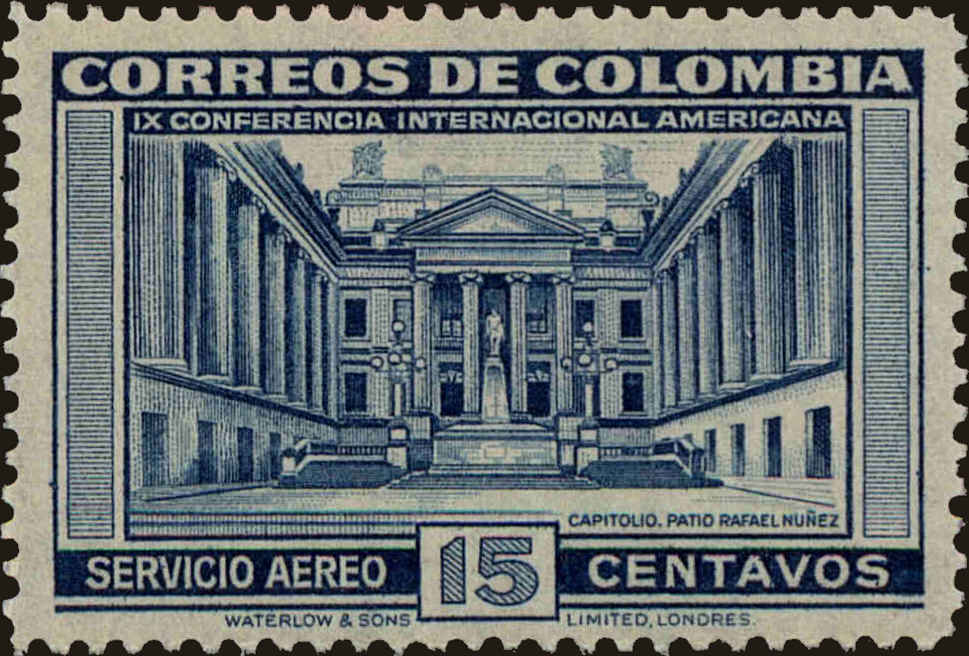 CORREOS DE COLOMBIA
IX CONFERENCIA INTERNACIONAL AMERICANA
CAPITOLIO. PATIO RAFAEL NUÑEZ
SERVICIO AEREO 15 CENTAVOS
WATERLOW & SONS LIMITED, LONDRES.